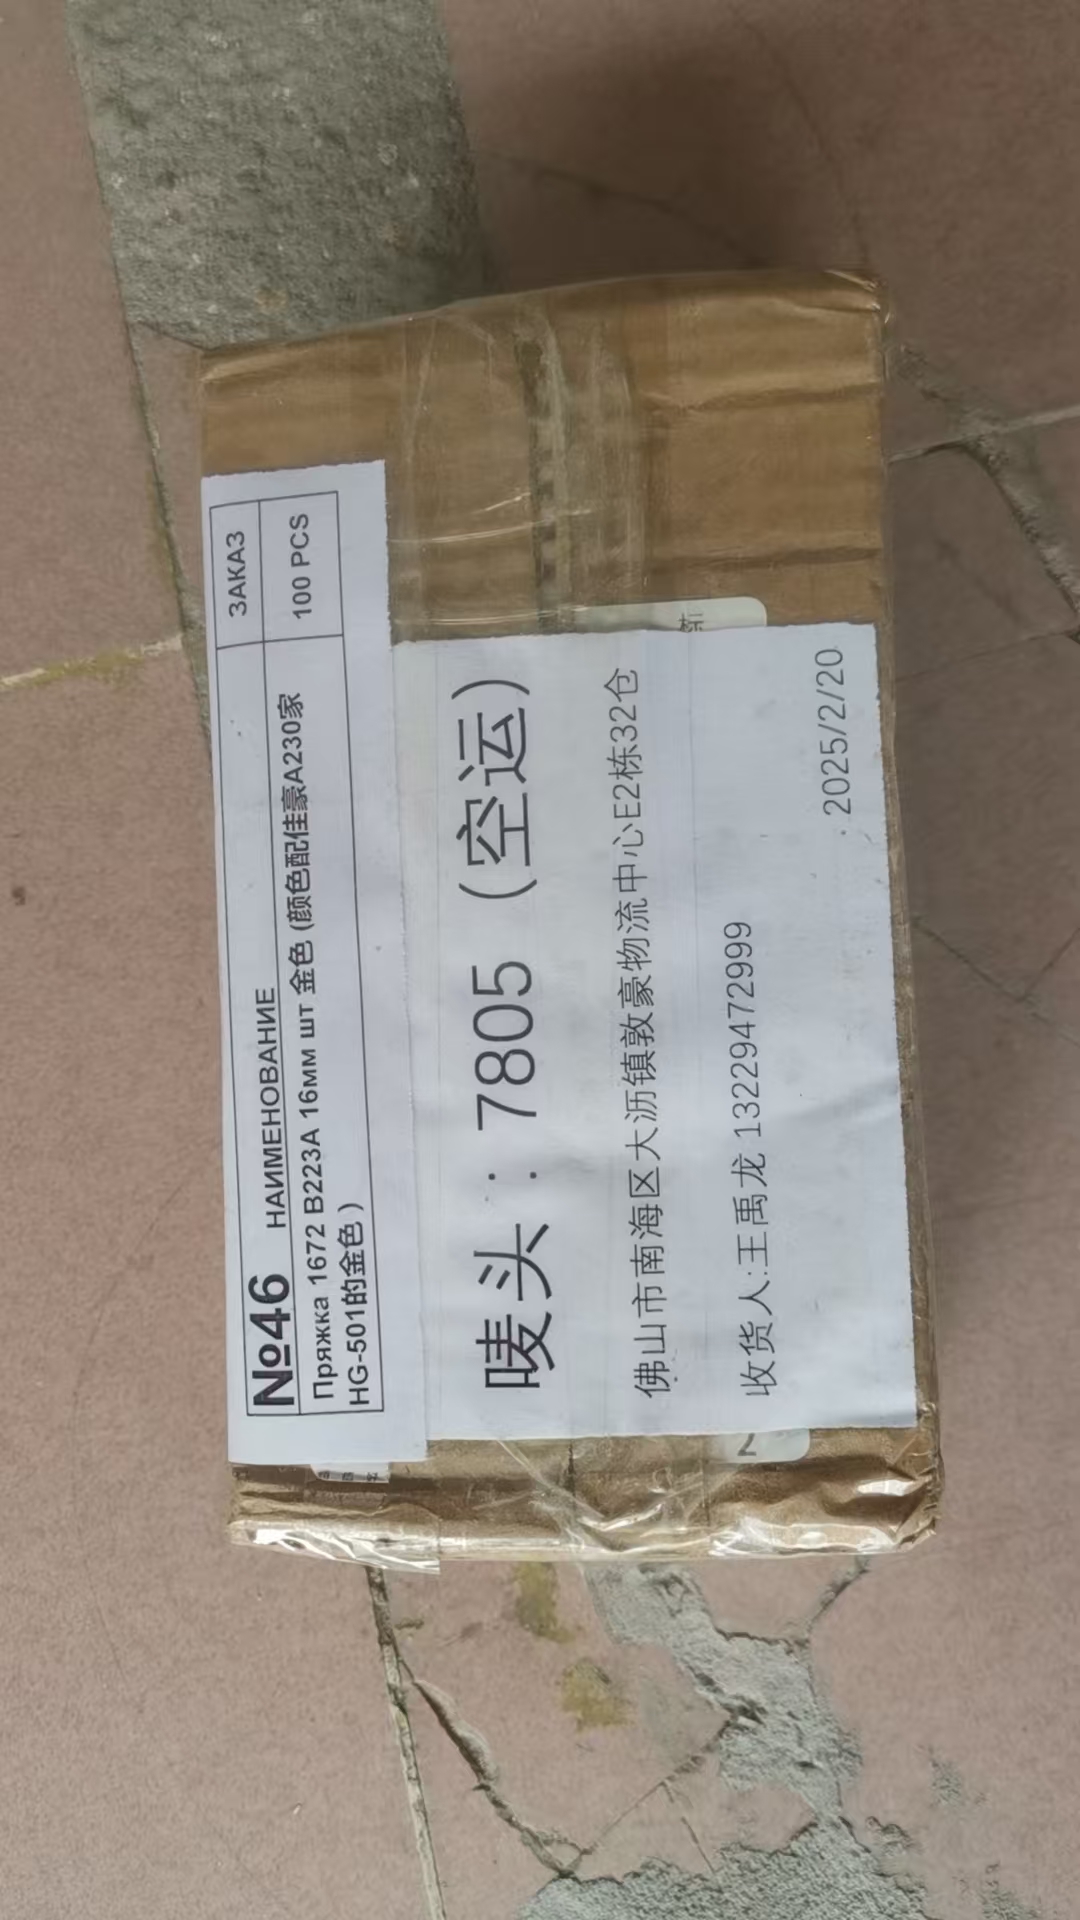 №46 НАИМЕНОВАНИЕ ЗАКАЗ
Пряжка 1672 B223A 16мм шт 金色 (颜色配佳豪A230家 100 PCS
HG-501的金色 )
唛头：7805（空运）
佛山市南海区大沥镇敦豪物流中心E2栋32仓
收货人:王禹龙 13229472999
2025/2/20
栋